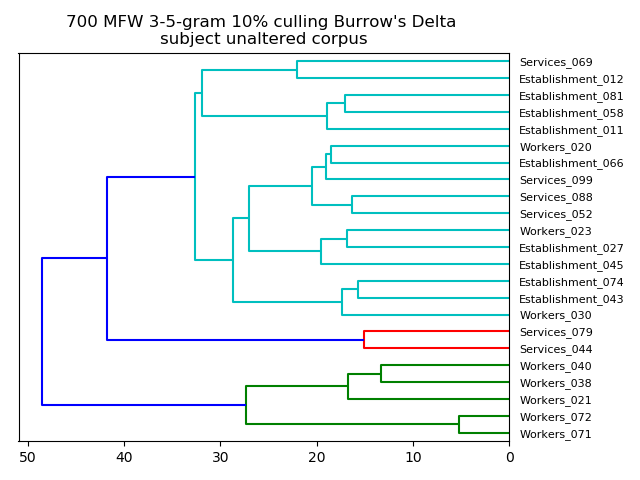 700 MFW 3-5-gram 10% culling Burrow's Delta
subject unaltered corpus
Services_069
Establishment_012
Establishment_081
Establishment_058
Establishment_011
Workers_020
Establishment_066
Services_099
Services_088
Services_052
Workers_023
Establishment_027
Establishment_045
Establishment_074
Establishment_043
Workers_030
Services_079
Services_044
Workers_040
Workers_038
Workers_021
Workers_072
Workers_071
50 40 30 20 10 0